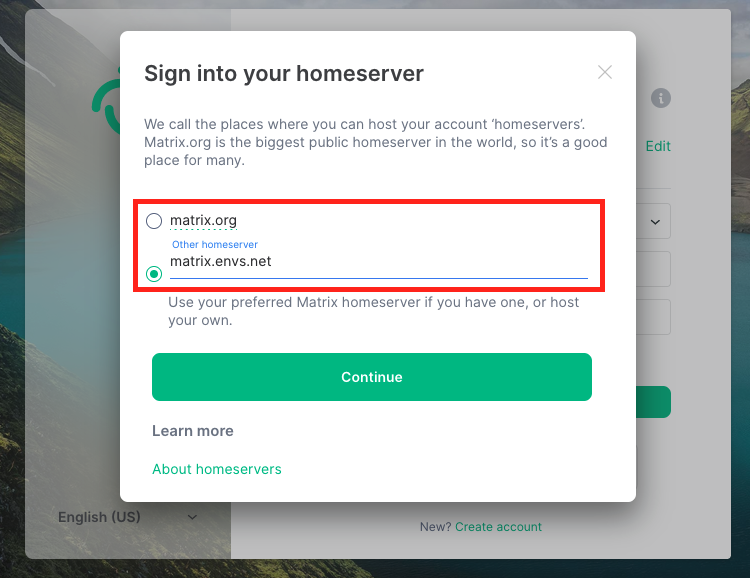 Sign into your homeserver
We call the places where you can host your account ‘homeservers’.
Matrix.org is the biggest public homeserver in the world, so it’s a good
place for many.
Edit
matrix.org
Other homeserver
matrix.envs.net
Use your preferred Matrix homeserver if you have one, or host
your own.
Continue
Learn more
About homeservers
English (US)
New? Create account